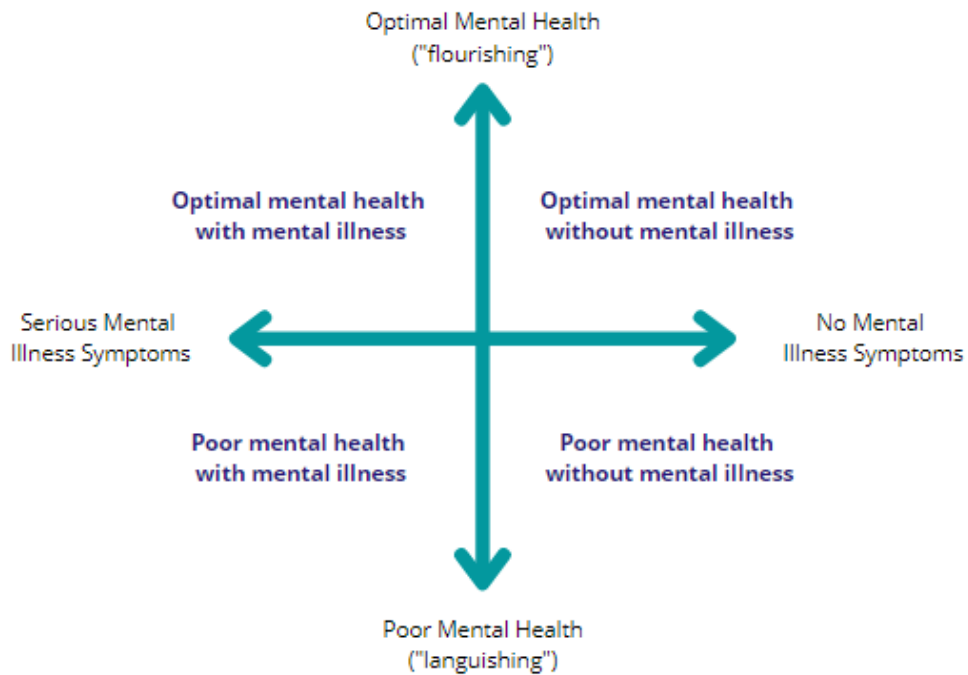 Optimal Mental Health
("flourishing")
Optimal mental health
with mental illness
Optimal mental health
without mental illness
Serious Mental
Illness Symptoms
No Mental
Illness Symptoms
Poor mental health
with mental illness
Poor mental health
without mental illness
Poor Mental Health
("languishing")